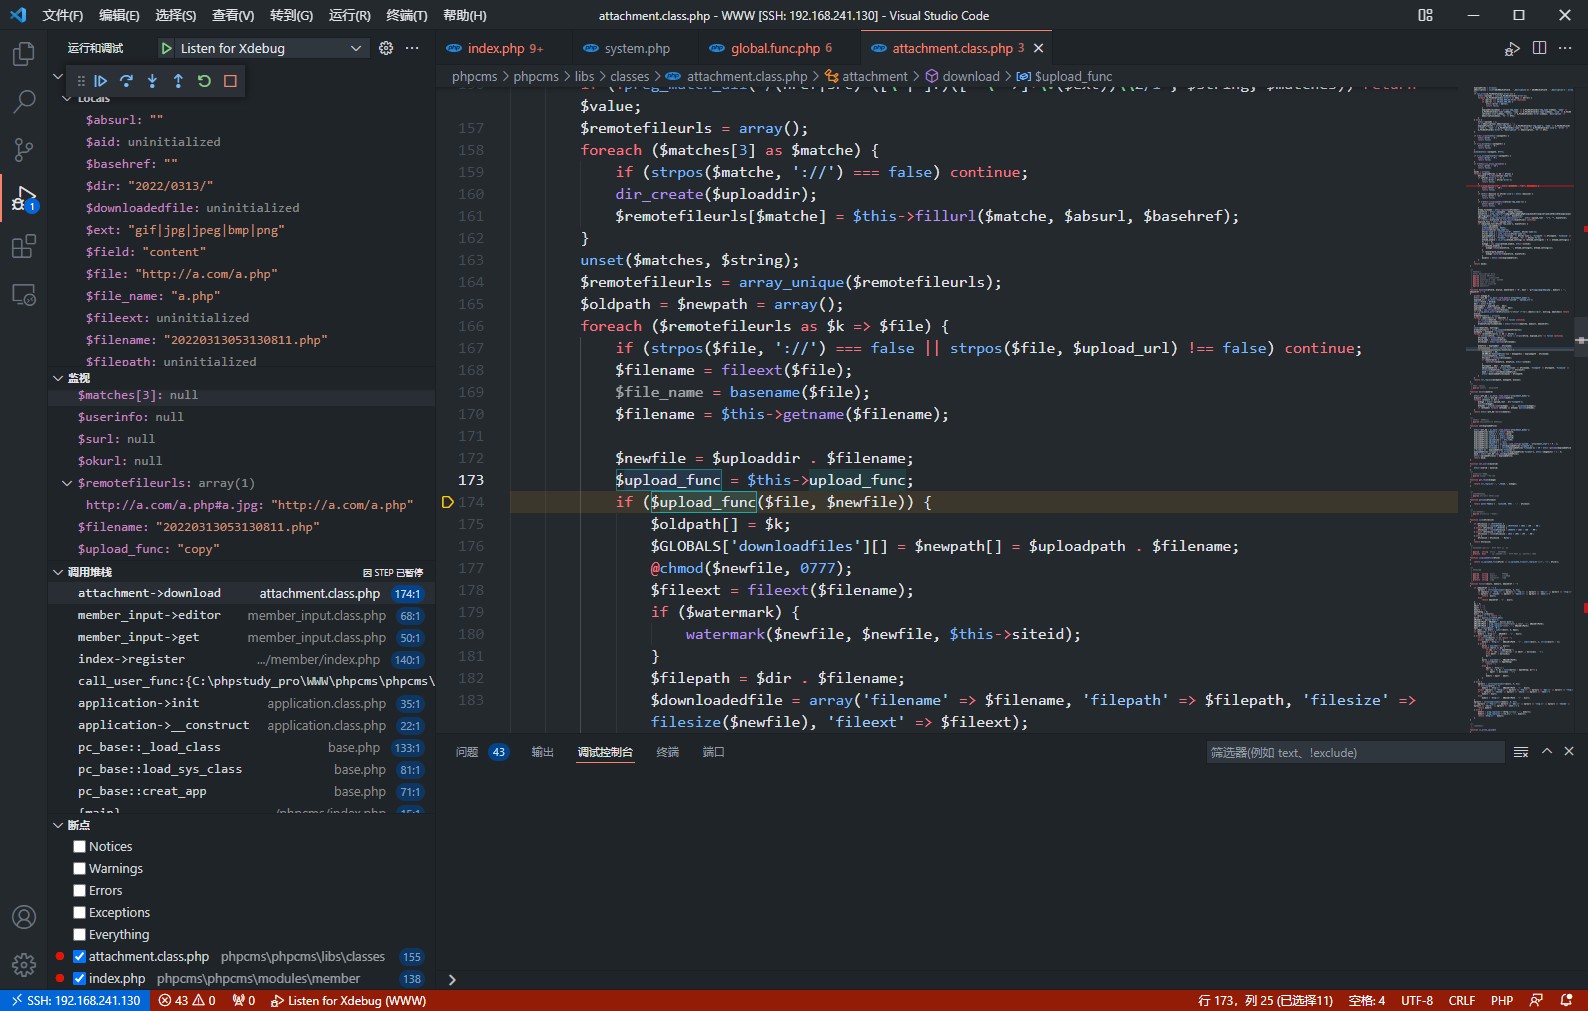 文件(F) 编辑(E) 选择(S) 查看(V) 转到(G) 运行(R) 终端(T) 帮助(H)
attachment.class.php - WWW [SSH: 192.168.241.130] - Visual Studio Code
运行和调试 Listen for Xdebug
index.php 9+ system.php global.func.php 6 attachment.class.php 3
phpcms > phpcms > libs > classes > attachment.class.php > attachment > download > $upload_func
Locals
$absurl: ""
$aid: uninitialized
$basehref: ""
$dir: "2022/0313/"
$downloadedfile: uninitialized
$ext: "gif|jpg|jpeg|bmp|png"
$field: "content"
$file: "http://a.com/a.php"
$file_name: "a.php"
$fileext: uninitialized
$filename: "20220313053130811.php"
$filepath: uninitialized
监视
$matches[3]: null
$userinfo: null
$surl: null
$okurl: null
$remotefileurls: array(1)
http://a.com/a.php#a.jpg: "http://a.com/a.php"
$filename: "20220313053130811.php"
$upload_func: "copy"
调用堆栈 因 STEP 已暂停
attachment->download attachment.class.php 174:1
member_input->editor member_input.class.php 68:1
member_input->get member_input.class.php 50:1
index->register .../member/index.php 140:1
call_user_func:{C:\phpstudy_pro\WWW\phpcms\phpcms\
application->init application.class.php 35:1
application->__construct application.class.php 22:1
pc_base::_load_class base.php 133:1
pc_base::load_sys_class base.php 81:1
pc_base::creat_app base.php 71:1
{main} /phpcms/index.php 15:1
断点
Notices
Warnings
Errors
Exceptions
Everything
attachment.class.php phpcms\phpcms\libs\classes 155
index.php phpcms\phpcms\modules\member 138
$value;
157 $remotefileurls = array();
158 foreach ($matches[3] as $matche) {
159 if (strpos($matche, '://') === false) continue;
160 dir_create($uploaddir);
161 $remotefileurls[$matche] = $this->fillurl($matche, $absurl, $basehref);
162 }
163 unset($matches, $string);
164 $remotefileurls = array_unique($remotefileurls);
165 $oldpath = $newpath = array();
166 foreach ($remotefileurls as $k => $file) {
167 if (strpos($file, '://') === false || strpos($file, $upload_url) !== false) continue;
168 $filename = fileext($file);
169 $file_name = basename($file);
170 $filename = $this->getname($filename);
171
172 $newfile = $uploaddir . $filename;
173 $upload_func = $this->upload_func;
174 if ($upload_func($file, $newfile)) {
175 $oldpath[] = $k;
176 $GLOBALS['downloadfiles'][] = $newpath[] = $uploadpath . $filename;
177 @chmod($newfile, 0777);
178 $fileext = fileext($filename);
179 if ($watermark) {
180 watermark($newfile, $newfile, $this->siteid);
181 }
182 $filepath = $dir . $filename;
183 $downloadedfile = array('filename' => $filename, 'filepath' => $filepath, 'filesize' =>
filesize($newfile), 'fileext' => $fileext);
问题 43 输出 调试控制台 终端 端口
筛选器(例如 text、!exclude)
1
SSH: 192.168.241.130 43 0 0 Listen for Xdebug (WWW)
行 173，列 25 (已选择11) 空格: 4 UTF-8 CRLF PHP